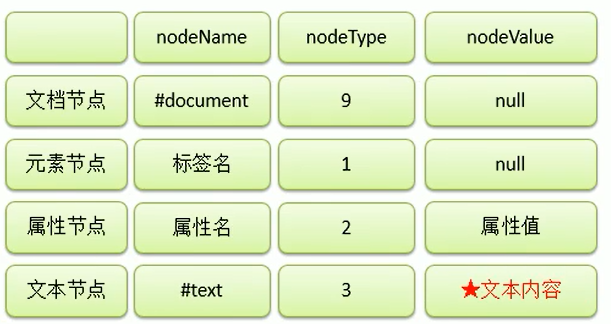 nodeName nodeType nodeValue
文档节点 #document 9 null
元素节点 标签名 1 null
属性节点 属性名 2 属性值
文本节点 #text 3 ★文本内容